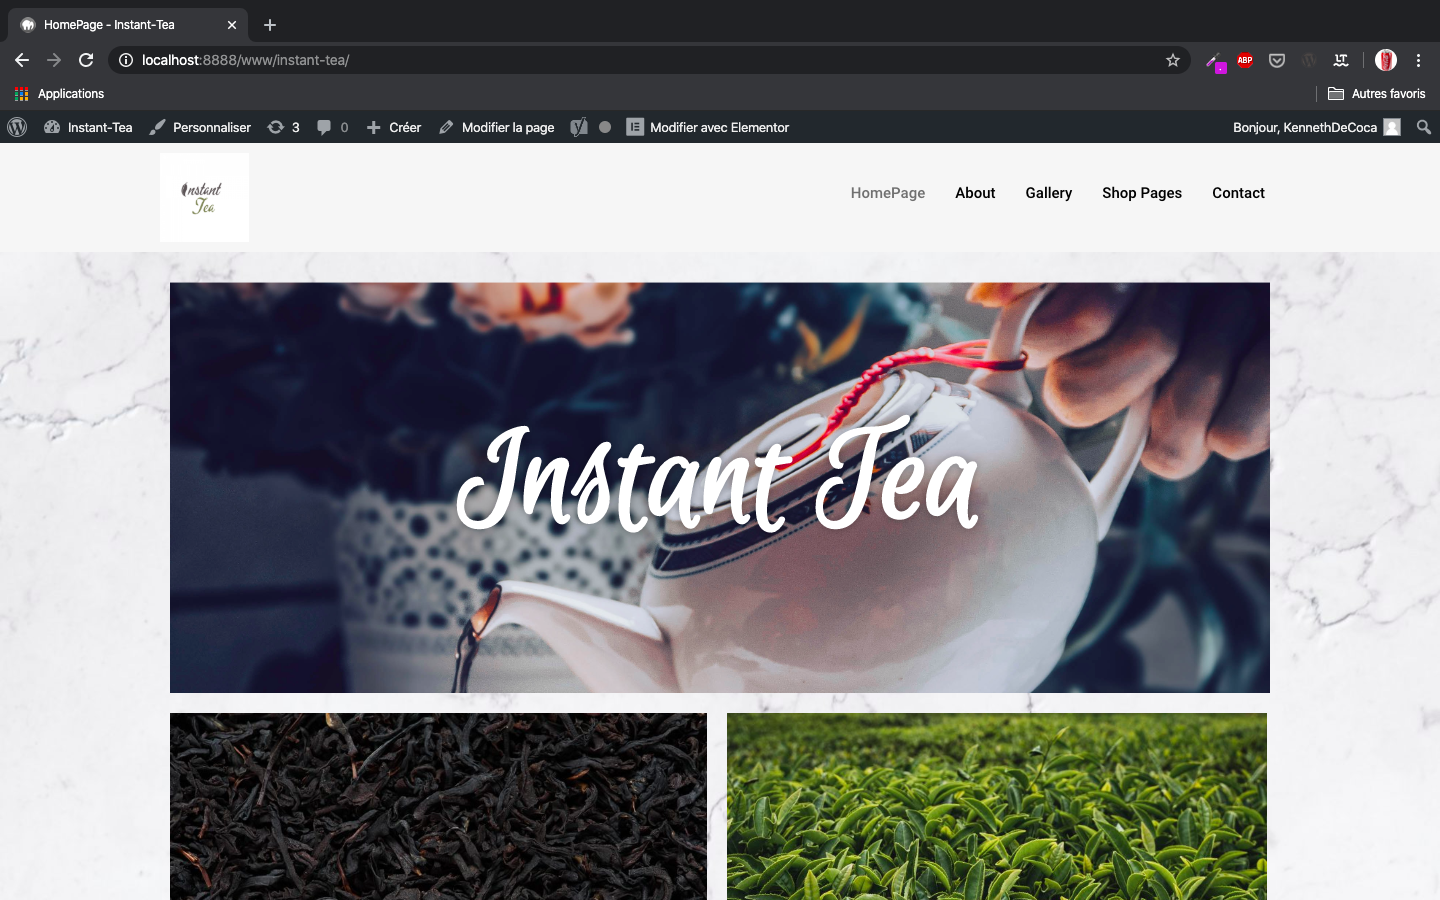 HomePage - Instant-Tea
localhost:8888/www/instant-tea/
ABP
Applications
Autres favoris
Instant-Tea
Personnaliser
3
0
Créer
Modifier la page
Modifier avec Elementor
Bonjour, KennethDeCoca
Instant
Tea
HomePage
About
Gallery
Shop Pages
Contact
Instant Tea